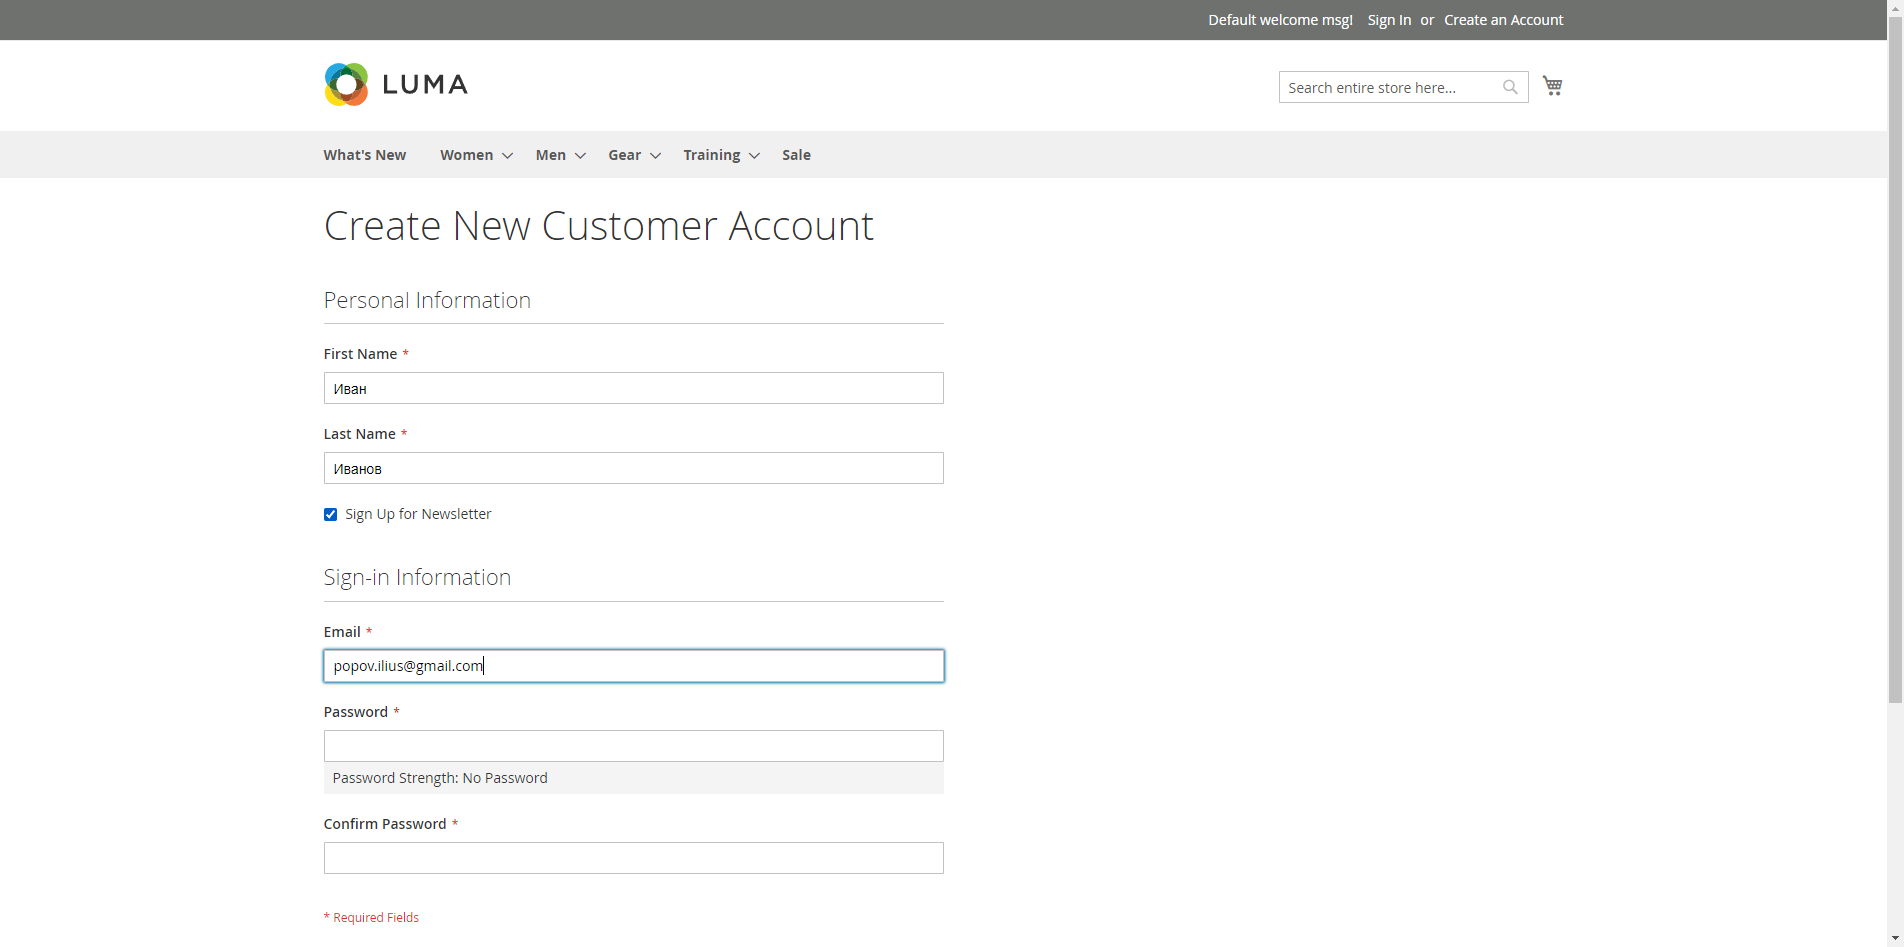 Default welcome msg! Sign In or Create an Account
LUMA
Search entire store here...
What's New Women Men Gear Training Sale
Create New Customer Account
Personal Information
First Name *
Иван
Last Name *
Иванов
Sign Up for Newsletter
Sign-in Information
Email *
popov.ilius@gmail.com
Password *
Password Strength: No Password
Confirm Password *
* Required Fields